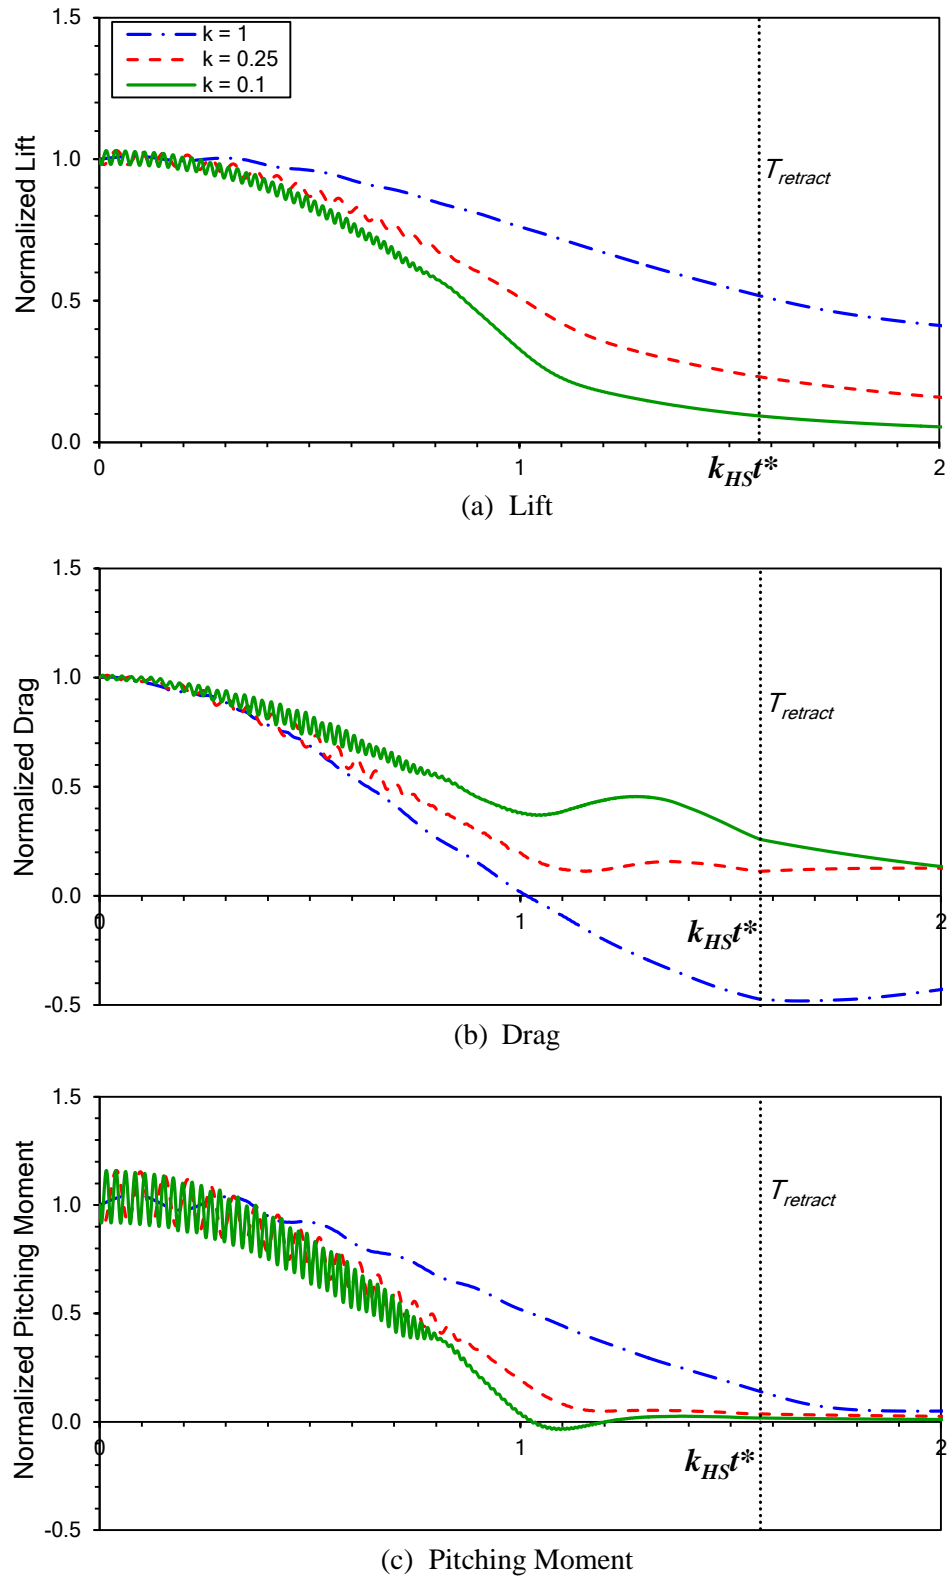 1.5
k = 1
k = 0.25
k = 0.1
1.0
T_retract
Normalized Lift
0.5
0.0
0 1 2
k_HS t*
(a) Lift
1.5
1.0
T_retract
Normalized Drag
0.5
k_HS t*
0.0
0 1 2
-0.5
(b) Drag
1.5
1.0
T_retract
Normalized Pitching Moment
0.5
0.0
0 1 2
k_HS t*
-0.5
(c) Pitching Moment